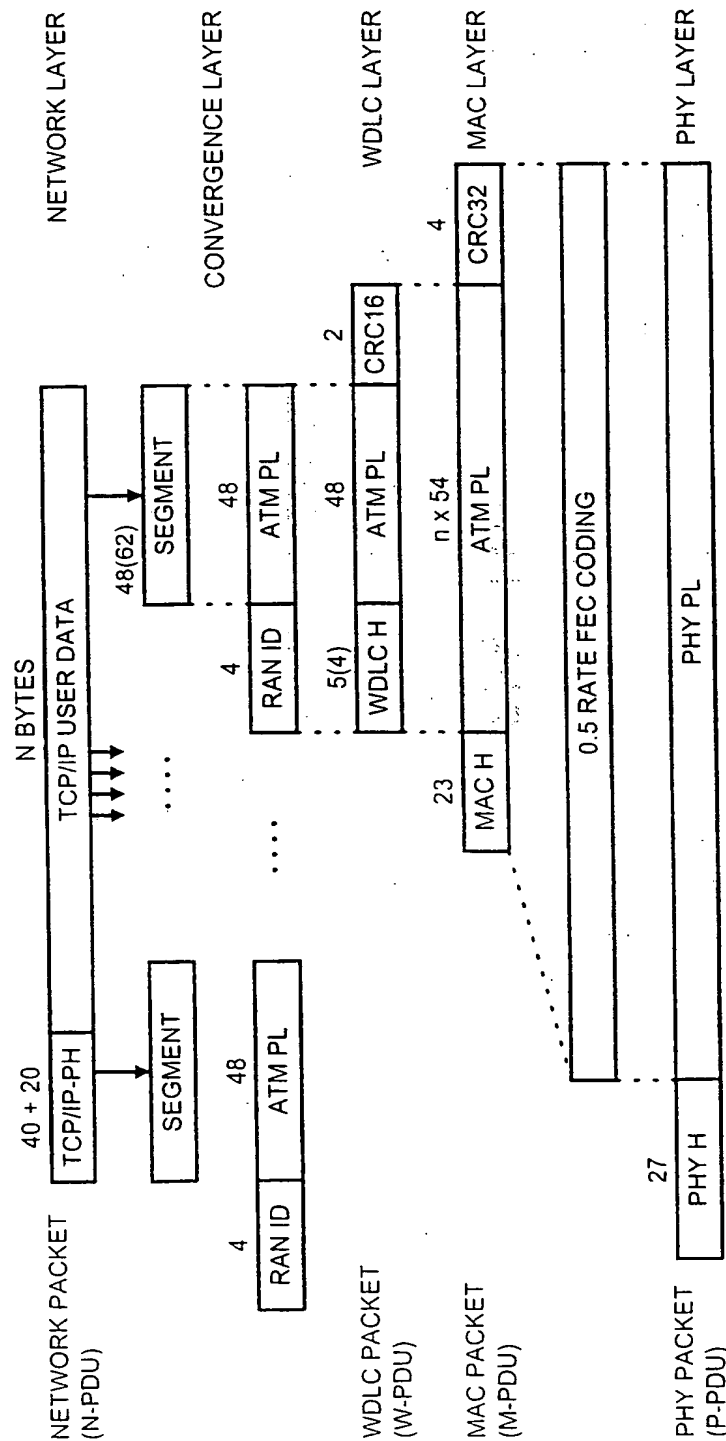 NETWORK PACKET
(N-PDU)
40 + 20
N BYTES
TCP/IP-PH
TCP/IP USER DATA
NETWORK LAYER
48(62)
SEGMENT
....
SEGMENT
CONVERGENCE LAYER
4
48
....
4
48
RAN ID
ATM PL
RAN ID
ATM PL
WDLC PACKET
(W-PDU)
5(4)
48
2
WDLC H
ATM PL
CRC16
WDLC LAYER
MAC PACKET
(M-PDU)
23
n x 54
4
MAC H
ATM PL
CRC32
MAC LAYER
0.5 RATE FEC CODING
PHY PACKET
(P-PDU)
27
PHY H
PHY PL
PHY LAYER